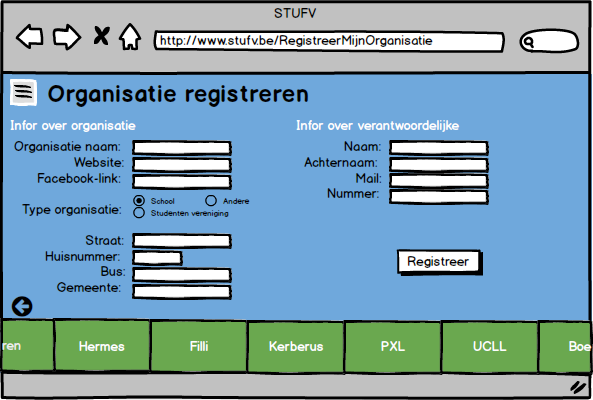 STUFV
http://www.stufv.be/RegistreerMijnOrganisatie
Organisatie registreren
Infor over organisatie
Organisatie naam:
Website:
Facebook-link:
Type organisatie:
School
Andere
Studenten vereniging
Straat:
Huisnummer:
Bus:
Gemeente:
Infor over verantwoordelijke
Naam:
Achternaam:
Mail:
Nummer:
Registreer
ren
Hermes
Filli
Kerberus
PXL
UCLL
Boe